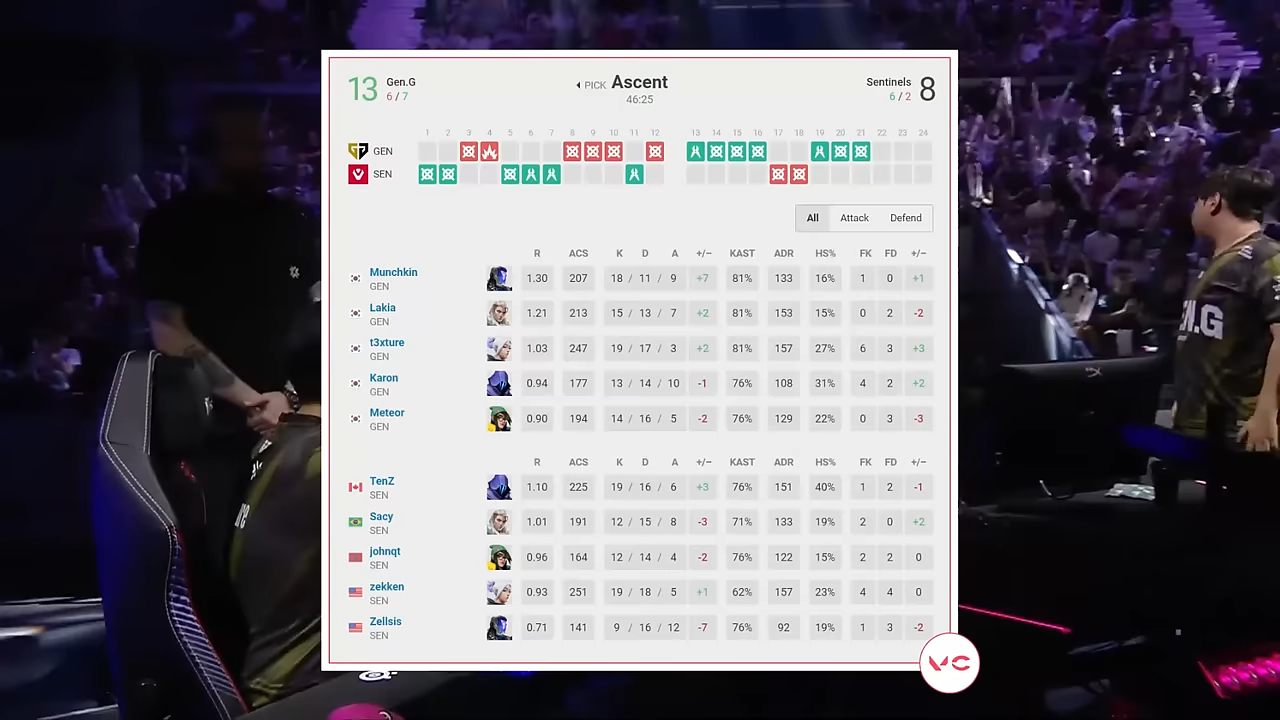 13 Gen.G ◂ PICK Ascent Sentinels 8
6 / 7 46:25 6 / 2
1 2 3 4 5 6 7 8 9 10 11 12 13 14 15 16 17 18 19 20 21 22 23 24
GEN
SEN
All Attack Defend
R ACS K D A +/– KAST ADR HS% FK FD +/–
Munchkin GEN 1.30 207 18 / 11 / 9 +7 81% 133 16% 1 0 +1
Lakia GEN 1.21 213 15 / 13 / 7 +2 81% 153 15% 0 2 -2
t3xture GEN 1.03 247 19 / 17 / 3 +2 81% 157 27% 6 3 +3
Karon GEN 0.94 177 13 / 14 / 10 -1 76% 108 31% 4 2 +2
Meteor GEN 0.90 194 14 / 16 / 5 -2 76% 129 22% 0 3 -3
R ACS K D A +/– KAST ADR HS% FK FD +/–
TenZ SEN 1.10 225 19 / 16 / 6 +3 76% 151 40% 1 2 -1
Sacy SEN 1.01 191 12 / 15 / 8 -3 71% 133 19% 2 0 +2
johnqt SEN 0.96 164 12 / 14 / 4 -2 76% 122 15% 2 2 0
zekken SEN 0.93 251 19 / 18 / 5 +1 62% 157 23% 4 4 0
Zellsis SEN 0.71 141 9 / 16 / 12 -7 76% 92 19% 1 3 -2
VC